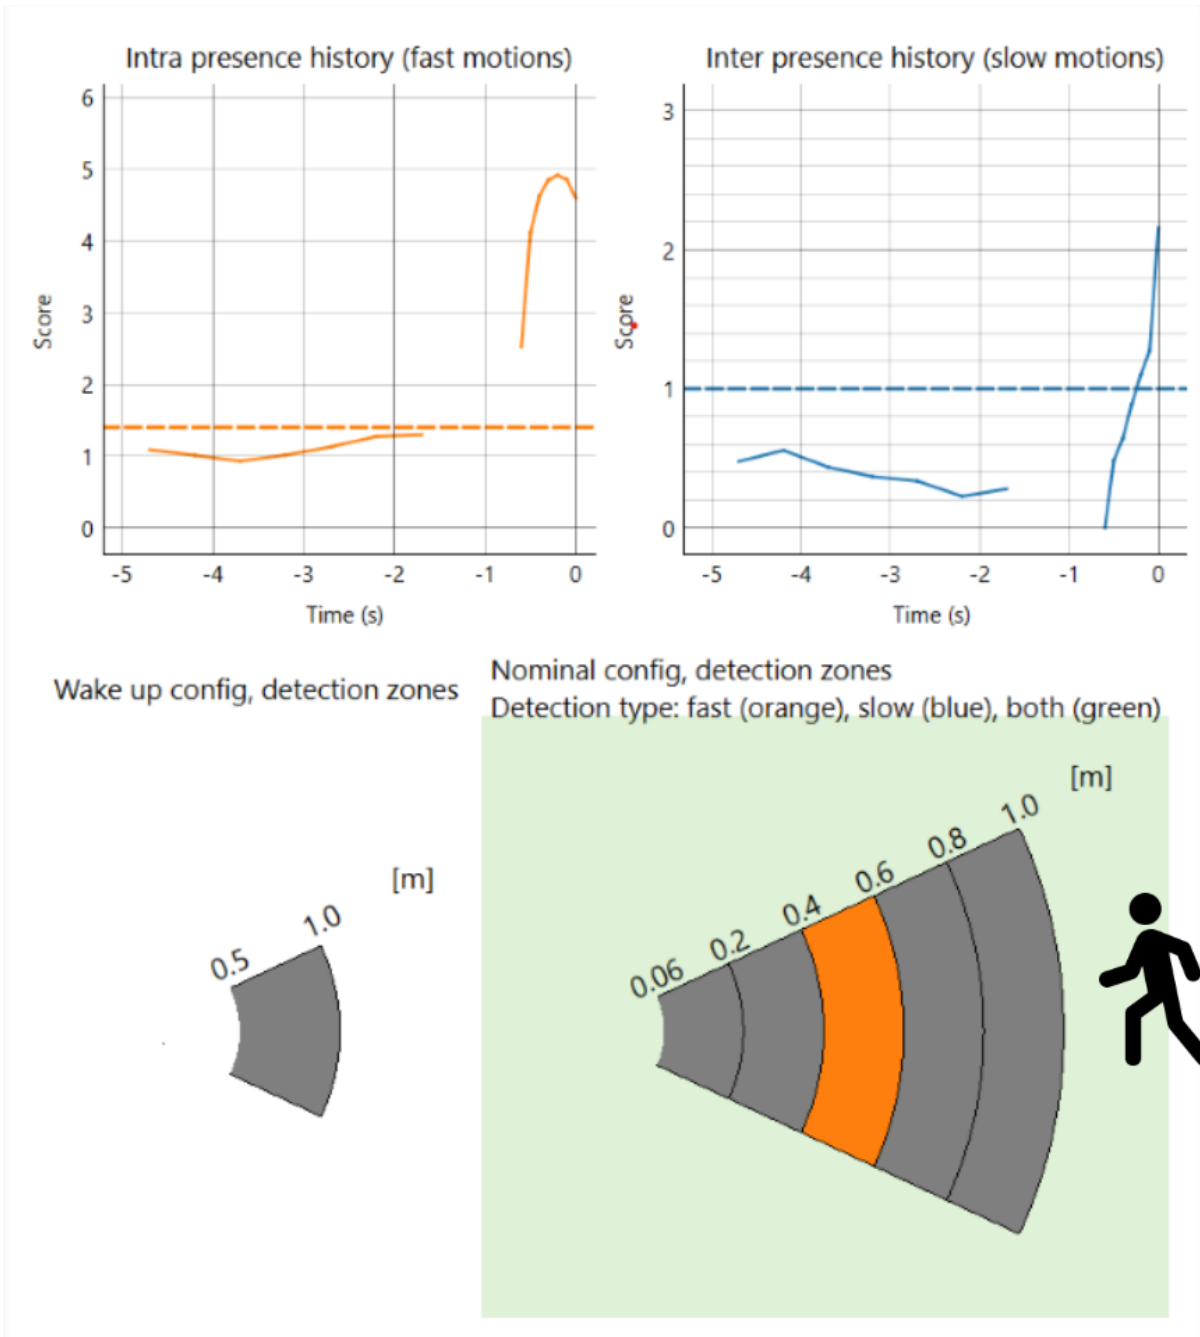 Intra presence history (fast motions)
6
5
4
3
2
1
0
Score
-5 -4 -3 -2 -1 0
Time (s)
Inter presence history (slow motions)
3
2
1
0
Score
-5 -4 -3 -2 -1 0
Time (s)
Wake up config, detection zones
[m]
0.5 1.0
Nominal config, detection zones
Detection type: fast (orange), slow (blue), both (green)
[m]
0.06 0.2 0.4 0.6 0.8 1.0